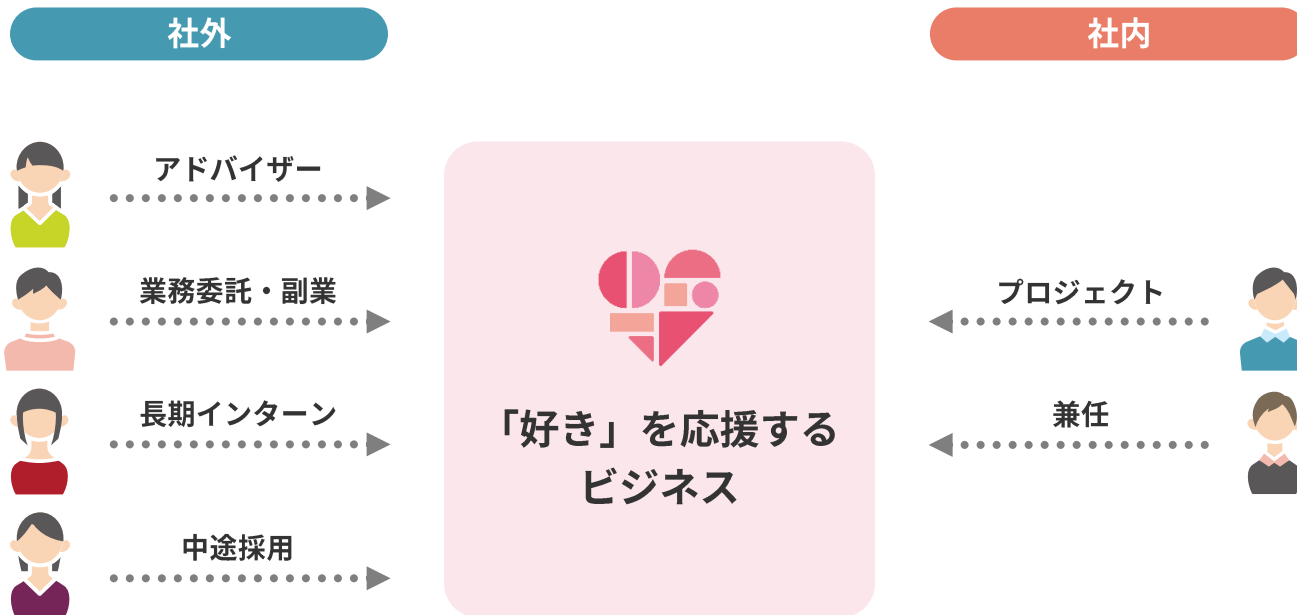 社外
社内
アドバイザー
業務委託・副業
プロジェクト
長期インターン
兼任
「好き」を応援する
ビジネス
中途採用